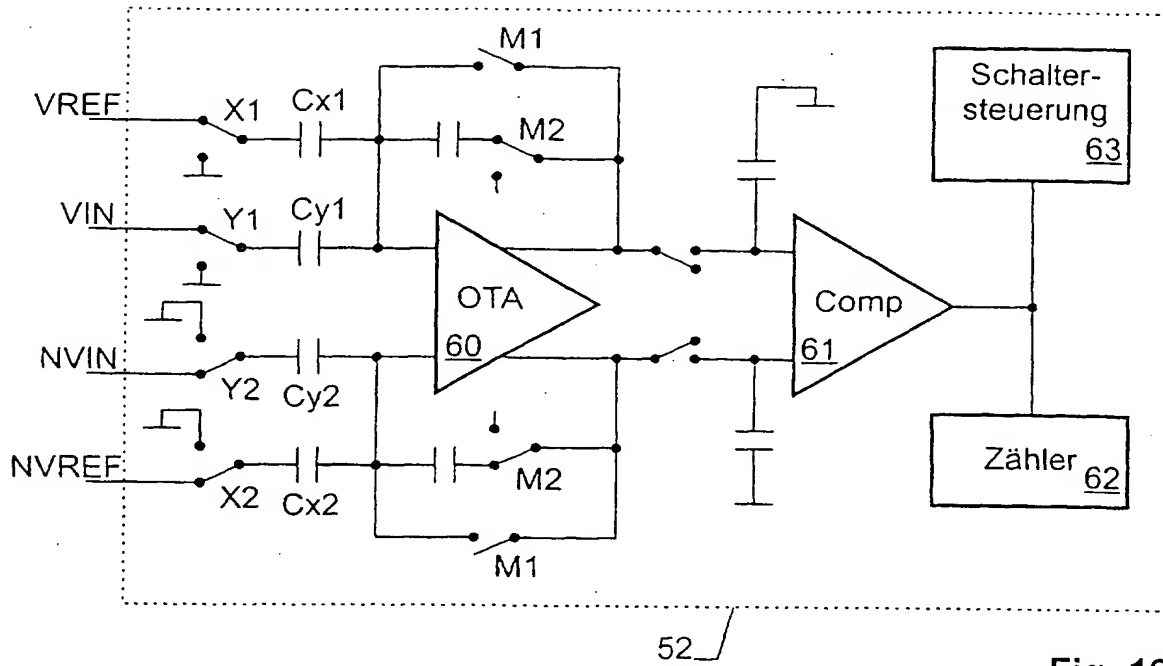 M1
Schalter-
steuerung
63
VREF
X1
Cx1
M2
VIN
Y1
Cy1
OTA
60
Comp
61
NVIN
Y2
Cy2
NVREF
X2
Cx2
M2
Zähler
62
M1
52